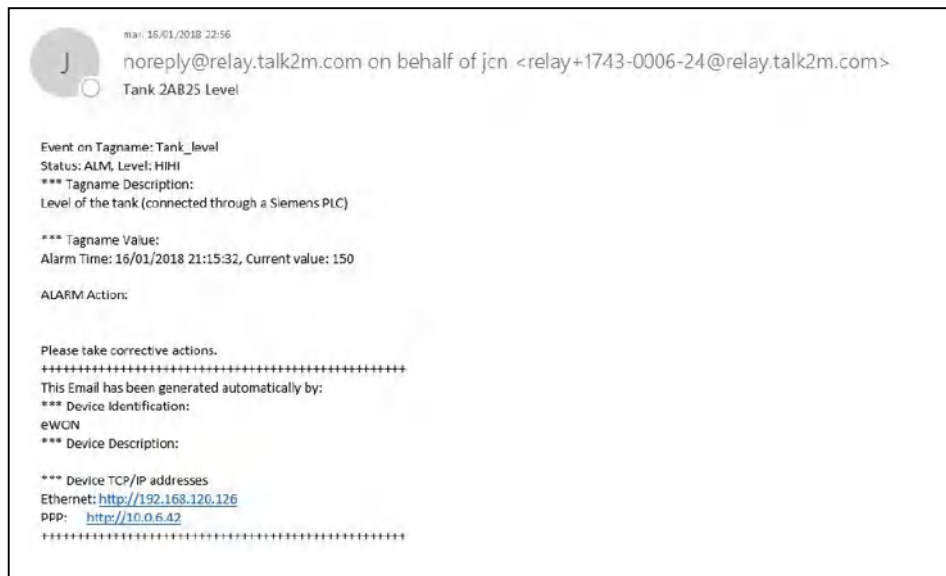 mar. 16/01/2018 22:56
J
noreply@relay.talk2m.com on behalf of jcn <relay+1743-0006-24@relay.talk2m.com>
Tank 2AB25 Level
Event on Tagname: Tank_level
Status: ALM, Level: HIHI
*** Tagname Description:
Level of the tank (connected through a Siemens PLC)
*** Tagname Value:
Alarm Time: 16/01/2018 21:15:32, Current value: 150
ALARM Action:
Please take corrective actions.
++++++++++++++++++++++++++++++++++++++++++++++++++
This Email has been generated automatically by:
*** Device Identification:
eWON
*** Device Description:
*** Device TCP/IP addresses
Ethernet: http://192.168.120.126
PPP: http://10.0.6.42
++++++++++++++++++++++++++++++++++++++++++++++++++